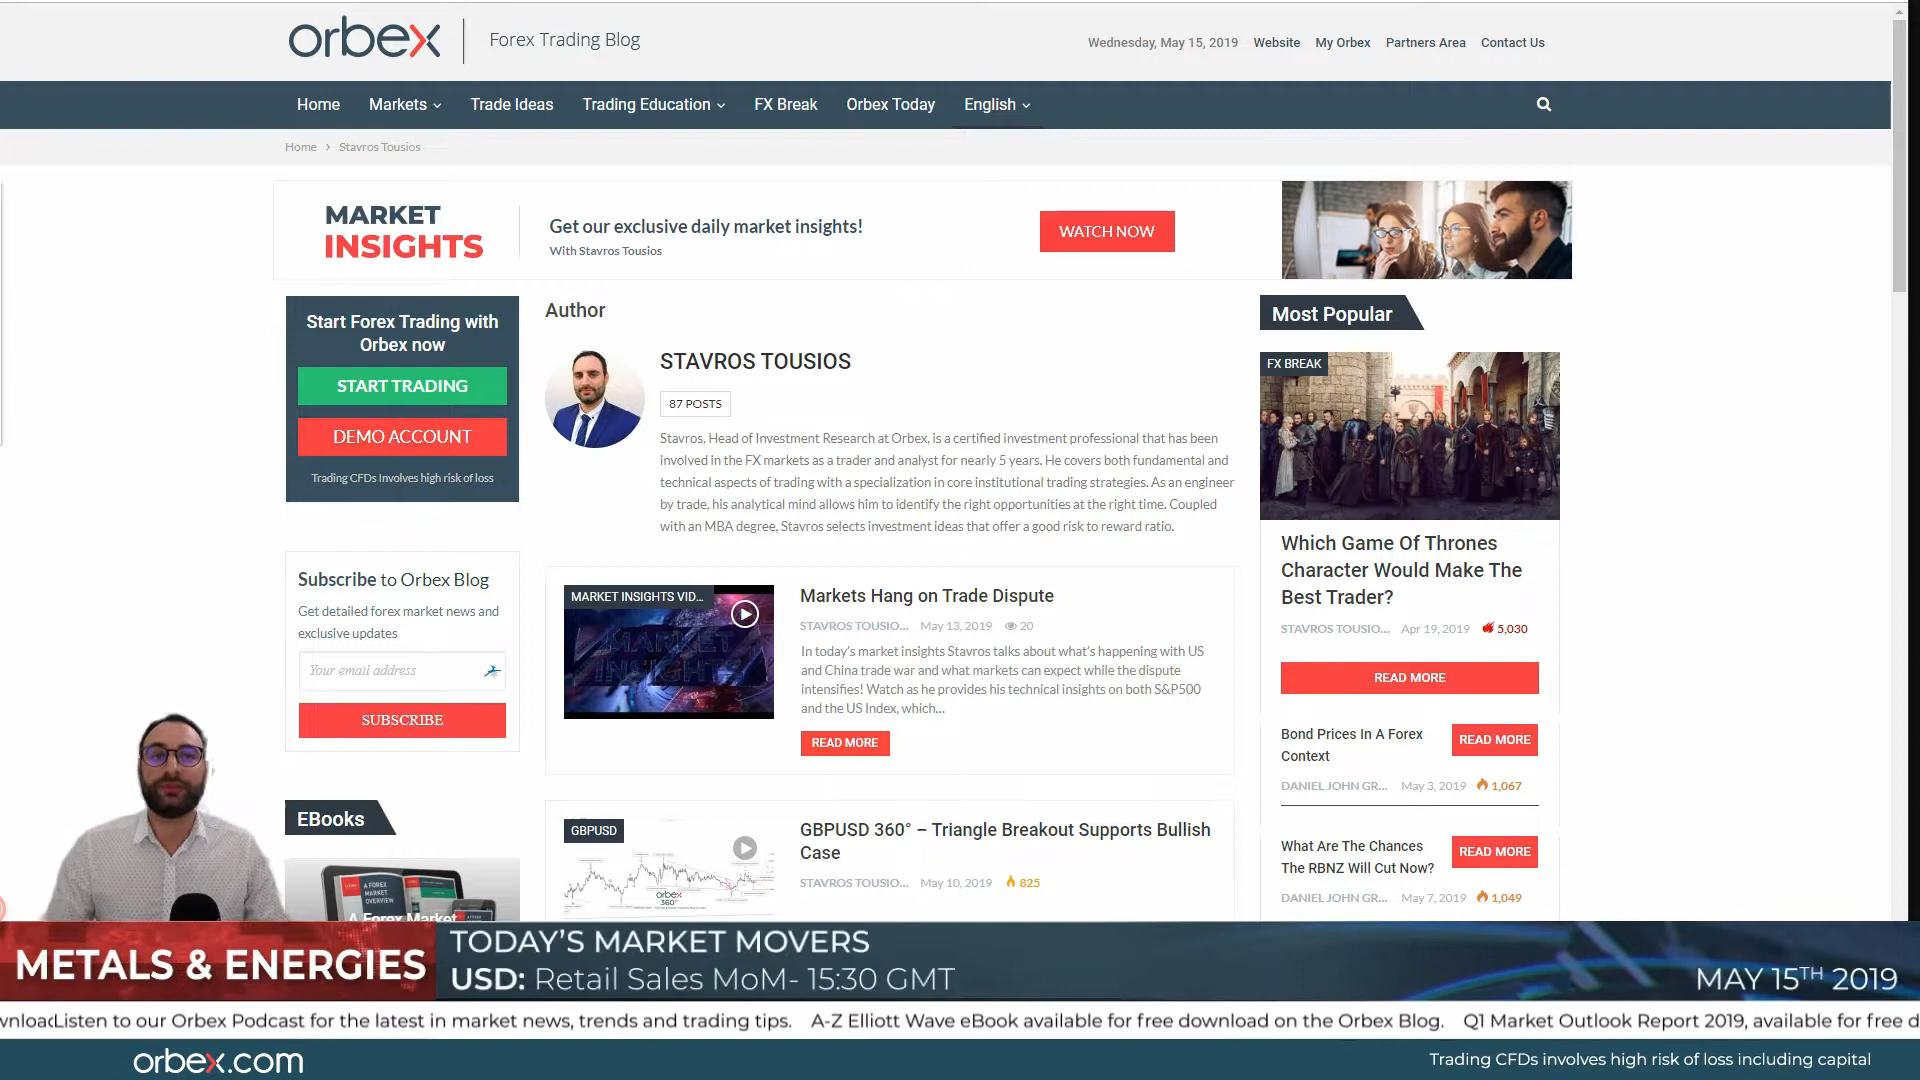 orbex
Forex Trading Blog
Wednesday, May 15, 2019 Website My Orbex Partners Area Contact Us
Home Markets Trade Ideas Trading Education FX Break Orbex Today English
Home > Stavros Tousios
MARKET
INSIGHTS
Get our exclusive daily market insights!
With Stavros Tousios
WATCH NOW
Start Forex Trading with
Orbex now
START TRADING
DEMO ACCOUNT
Trading CFDs Involves high risk of loss
Subscribe to Orbex Blog
Get detailed forex market news and
exclusive updates
Your email address
SUBSCRIBE
EBooks
A FOREX
MARKET
OVERVIEW
A Forex Market
Author
STAVROS TOUSIOS
87 POSTS
Stavros, Head of Investment Research at Orbex, is a certified investment professional that has been
involved in the FX markets as a trader and analyst for nearly 5 years. He covers both fundamental and
technical aspects of trading with a specialization in core institutional trading strategies. As an engineer
by trade, his analytical mind allows him to identify the right opportunities at the right time. Coupled
with an MBA degree, Stavros selects investment ideas that offer a good risk to reward ratio.
MARKET INSIGHTS VID...
MARKET
INSIGHTS
Markets Hang on Trade Dispute
STAVROS TOUSIO... May 13, 2019 20
In today's market insights Stavros talks about what's happening with US
and China trade war and what markets can expect while the dispute
intensifies! Watch as he provides his technical insights on both S&P500
and the US Index, which...
READ MORE
GBPUSD
orbex
360°
GBPUSD 360° – Triangle Breakout Supports Bullish
Case
STAVROS TOUSIO... May 10, 2019 825
Most Popular
FX BREAK
Which Game Of Thrones
Character Would Make The
Best Trader?
STAVROS TOUSIO... Apr 19, 2019 5,030
READ MORE
Bond Prices In A Forex
Context
READ MORE
DANIEL JOHN GR... May 3, 2019 1,067
What Are The Chances
The RBNZ Will Cut Now?
READ MORE
DANIEL JOHN GR... May 7, 2019 1,049
METALS & ENERGIES
TODAY'S MARKET MOVERS
USD: Retail Sales MoM- 15:30 GMT
MAY 15TH 2019
wnloadListen to our Orbex Podcast for the latest in market news, trends and trading tips. A-Z Elliott Wave eBook available for free download on the Orbex Blog. Q1 Market Outlook Report 2019, available for free d
orbex.com
Trading CFDs involves high risk of loss including capital